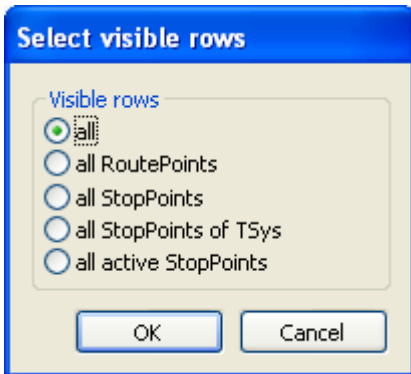 Select visible rows
Visible rows
all
all RoutePoints
all StopPoints
all StopPoints of TSys
all active StopPoints
OK Cancel